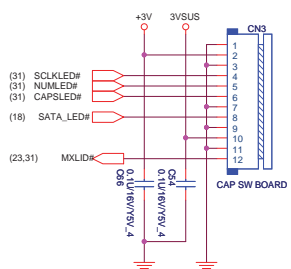 +3V
3VSUS
CN3
1
2
3
(31) SCLKLED#
4
(31) NUMLED#
5
(31) CAPSLED#
6
7
(18) SATA_LED#
8
9
10
11
(23,31) MXLID#
12
CAP SW BOARD
C66
0.1U/16V/Y5V_4
C54
0.1U/16V/Y5V_4